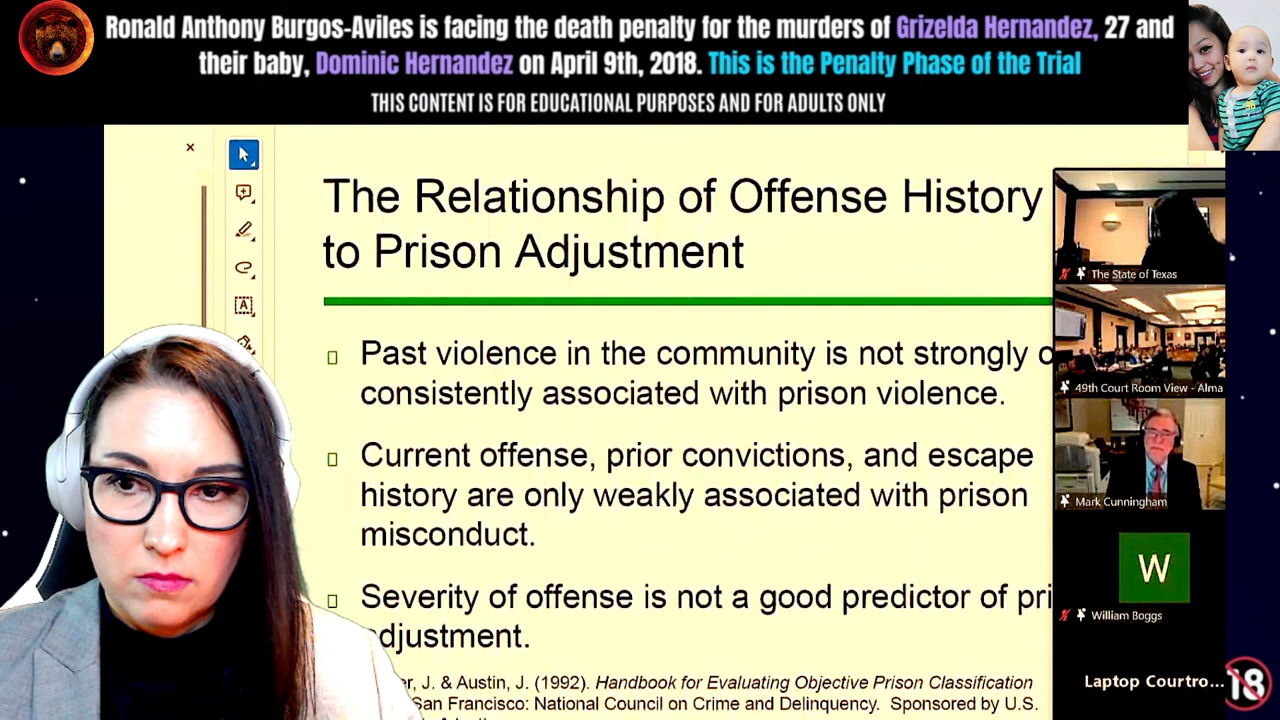 Ronald Anthony Burgos-Aviles is facing the death penalty for the murders of Grizelda Hernandez, 27 and
their baby, Dominic Hernandez on April 9th, 2018. This is the Penalty Phase of the Trial
THIS CONTENT IS FOR EDUCATIONAL PURPOSES AND FOR ADULTS ONLY
The Relationship of Offense History
to Prison Adjustment
Past violence in the community is not strongly
consistently associated with prison violence.
Current offense, prior convictions, and escape
history are only weakly associated with prison
misconduct.
Severity of offense is not a good predictor of
adjustment.
J. & Austin, J. (1992). Handbook for Evaluating Objective Prison Classification
San Francisco: National Council on Crime and Delinquency. Sponsored by U.S.
The State of Texas
49th Court Room View - Alma
Mark Cunningham
W
William Boggs
Laptop Courtro...
18